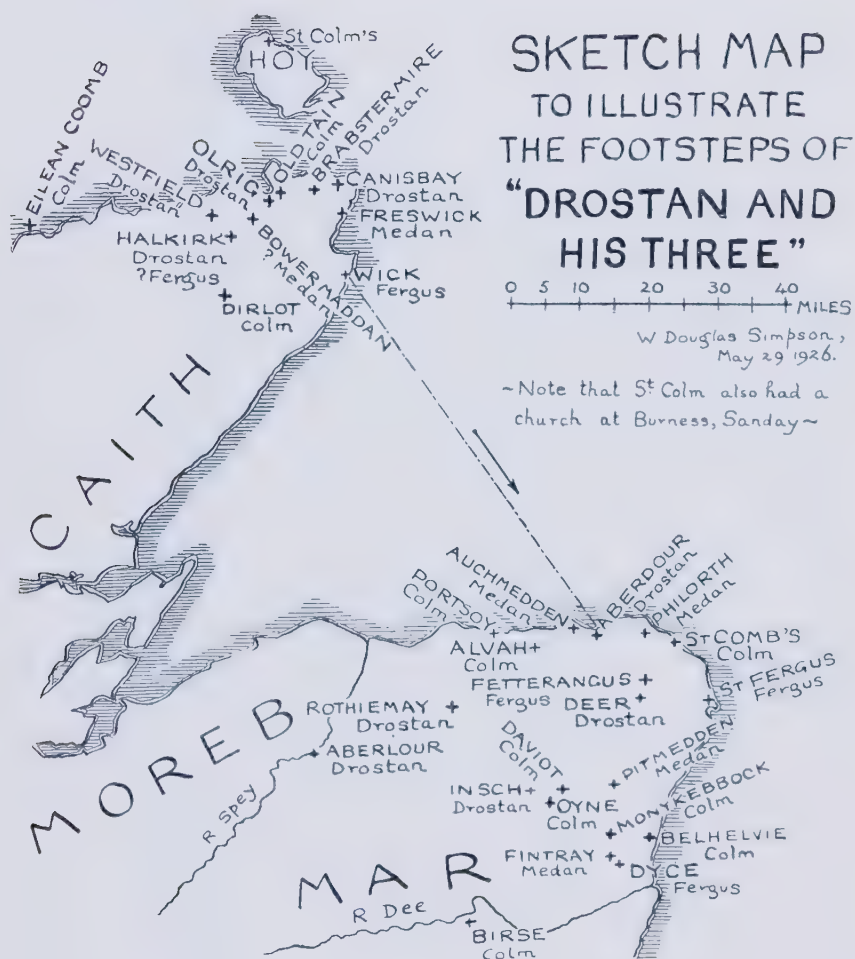 SKETCH MAP
TO ILLUSTRATE
THE FOOTSTEPS OF
"DROSTAN AND
HIS THREE"
0 5 10 20 30 40 MILES
W Douglas Simpson,
May 29 1926.
~Note that St. Colm also had a
church at Burness, Sanday~
St Colm's
HOY
EILEAN COOMB
Colm
WESTFIELD
"Drostan"
OLRIG
Drostan
OLD TAIN
Colm
BRABSTERMIRE
Drostan
CANISBAY
Drostan
FRESWICK
Medan
HALKIRK
Drostan
?Fergus
BOWERMADDAN
? Medan
WICK
Fergus
DIRLOT
Colm
CAITH
PORTSOY
Colm
AUCHMEDDEN
Medan
ABERDOUR
Drostan
PHILORTH
Medan
ALVAH
Colm
ST COMB'S
Colm
FETTERANGUS
Fergus
DEER
Drostan
ST FERGUS
Fergus
ROTHIEMAY
Drostan
ABERLOUR
Drostan
MOREB
R Spey
DAVIOT
Colm
PITMEDDEN
Medan
INSCH
Drostan
OYNE
Colm
MONYKEBBOCK
Colm
BELHELVIE
Colm
FINTRAY
Medan
DYCE
Fergus
MAR
R Dee
BIRSE
Colm